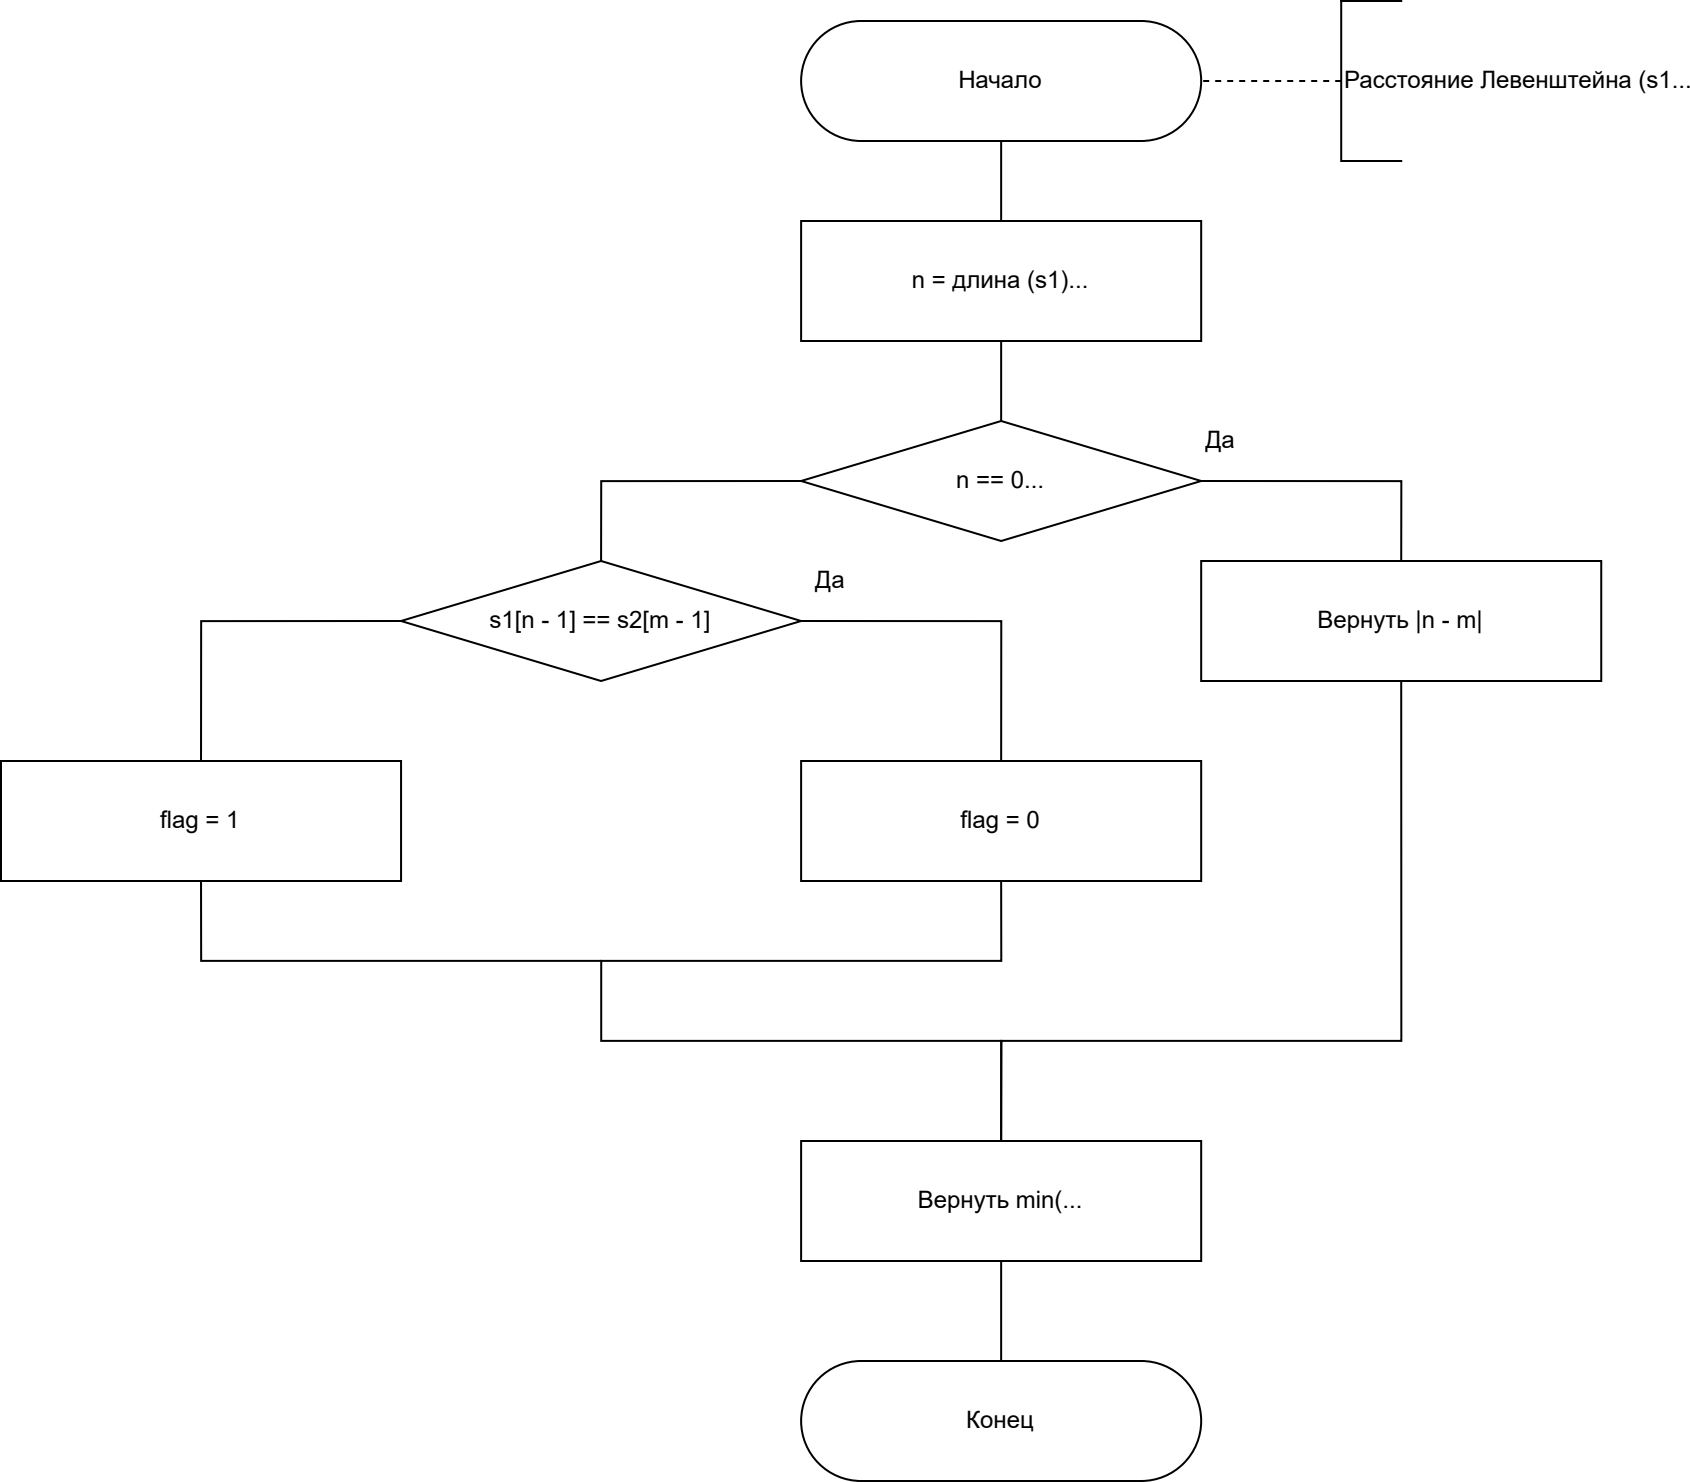 Начало
Расстояние Левенштейна (s1...
n = длина (s1)...
Да
n == 0...
Да
s1[n - 1] == s2[m - 1]
Вернуть |n - m|
flag = 1
flag = 0
Вернуть min(...
Конец